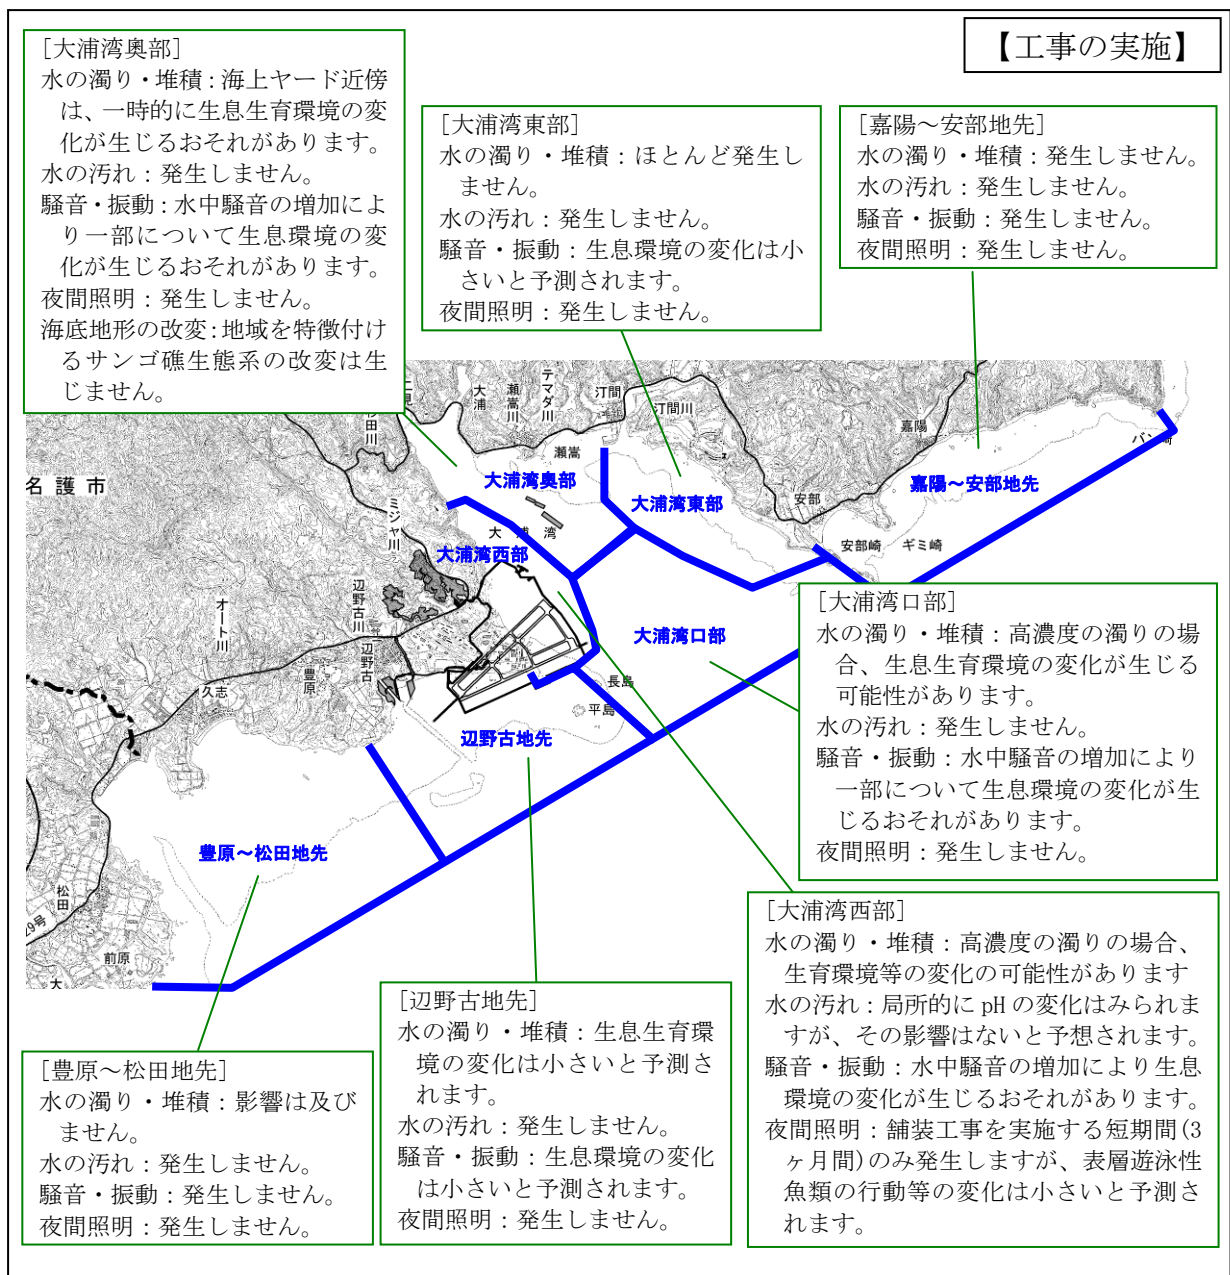 【工事の実施】
[大浦湾奥部]
水の濁り・堆積：海上ヤード近傍
は、一時的に生息生育環境の変
化が生じるおそれがあります。
水の汚れ：発生しません。
騒音・振動：水中騒音の増加によ
り一部について生息環境の変
化が生じるおそれがあります。
夜間照明：発生しません。
海底地形の改変：地域を特徴付け
るサンゴ礁生態系の改変は生
じません。
[大浦湾東部]
水の濁り・堆積：ほとんど発生し
ません。
水の汚れ：発生しません。
騒音・振動：生息環境の変化は小
さいと予測されます。
夜間照明：発生しません。
[嘉陽～安部地先]
水の濁り・堆積：発生しません。
水の汚れ：発生しません。
騒音・振動：発生しません。
夜間照明：発生しません。
大浦
瀬嵩川
テマダ川
汀間
汀間川
嘉陽
瀬嵩
名護市
ミジャ川
大浦湾奥部
大浦湾東部
嘉陽～安部地先
安部
安部崎
ギミ崎
大浦湾
大浦湾西部
辺野古川
オート川
辺野古
豊原
久志
大浦湾口部
長島
平島
辺野古地先
豊原～松田地先
松田
29号
前原
大
[大浦湾口部]
水の濁り・堆積：高濃度の濁りの場
合、生息生育環境の変化が生じる
可能性があります。
水の汚れ：発生しません。
騒音・振動：水中騒音の増加により
一部について生息環境の変化が生
じるおそれがあります。
夜間照明：発生しません。
[大浦湾西部]
水の濁り・堆積：高濃度の濁りの場合、
生育環境等の変化の可能性があります
水の汚れ：局所的に pH の変化はみられま
すが、その影響はないと予想されます。
騒音・振動：水中騒音の増加により生息
環境の変化が生じるおそれがあります。
夜間照明：舗装工事を実施する短期間(3
ヶ月間)のみ発生しますが、表層遊泳性
魚類の行動等の変化は小さいと予測さ
れます。
[辺野古地先]
水の濁り・堆積：生息生育環
境の変化は小さいと予測さ
れます。
水の汚れ：発生しません。
騒音・振動：生息環境の変化
は小さいと予測されます。
夜間照明：発生しません。
[豊原～松田地先]
水の濁り・堆積：影響は及び
ません。
水の汚れ：発生しません。
騒音・振動：発生しません。
夜間照明：発生しません。